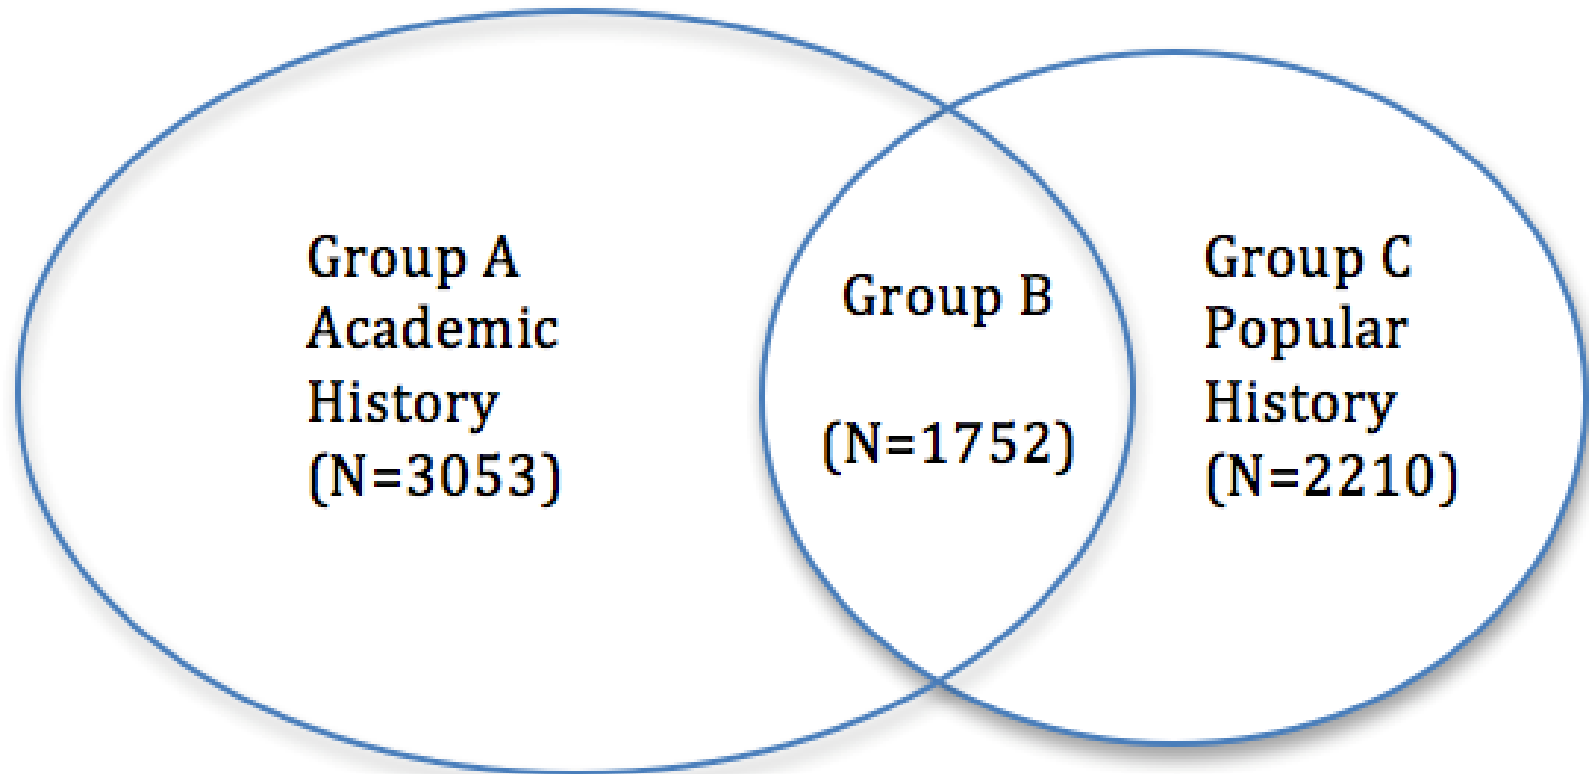 Group A
Academic
History
(N=3053)
Group B
(N=1752)
Group C
Popular
History
(N=2210)